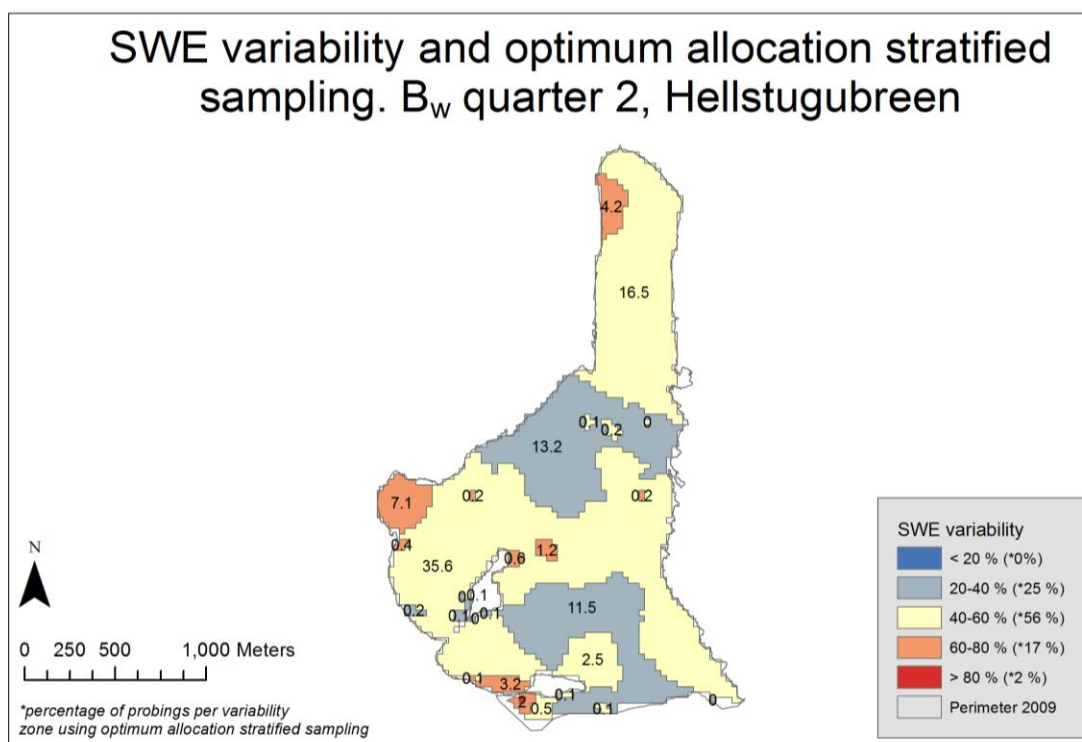 SWE variability and optimum allocation stratified
sampling. Bw quarter 2, Hellstugubreen
4.2
16.5
0.1
0.2
0
13.2
0.2
0.2
7.1
0.4
1.2
0.6
35.6
0
0.1
0.2
0.1
0
0.1
11.5
2.5
0.1
3.2
0.1
2
0.5
0.1
0
N
0 250 500 1,000 Meters
*percentage of probings per variability
zone using optimum allocation stratified sampling
SWE variability
< 20 % (*0%)
20-40 % (*25 %)
40-60 % (*56 %)
60-80 % (*17 %)
> 80 % (*2 %)
Perimeter 2009